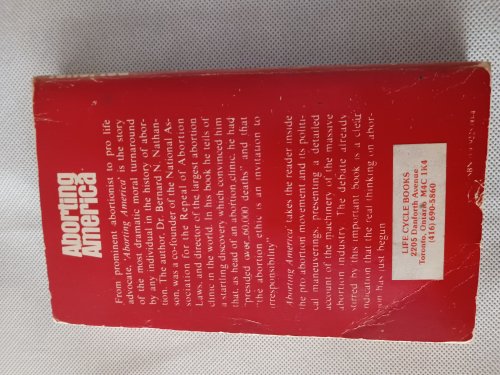 Aborting
America
From prominent abortionist to pro life
advocate, "Aborting America" is the story
of the most dramatic moral turnaround
by any individual in the history of abor-
tion. The author, Dr. Bernard N. Nathan-
son, was a co-founder of the National As-
sociation for the Repeal of Abortion
Laws, and director of the largest abortion
clinic in the world. In his book he tells of
a startling discovery which convinced him
that, as head of an abortion clinic, he had
"presided over 60,000 deaths" and that
"the abortion ethic is an invitation to
irresponsibility"
Aborting America takes the reader inside
the pro abortion movement and its politi-
cal maneuverings, presenting a detailed
account of the machinery of the massive
abortion industry. The debate already
stirred by this important book is a clear
indication that the real thinking on abor-
tion has just begun
LIFE CYCLE BOOKS
2205 Danforth Avenue
Toronto, Ontario M4C 1K4
(416) 690-5860